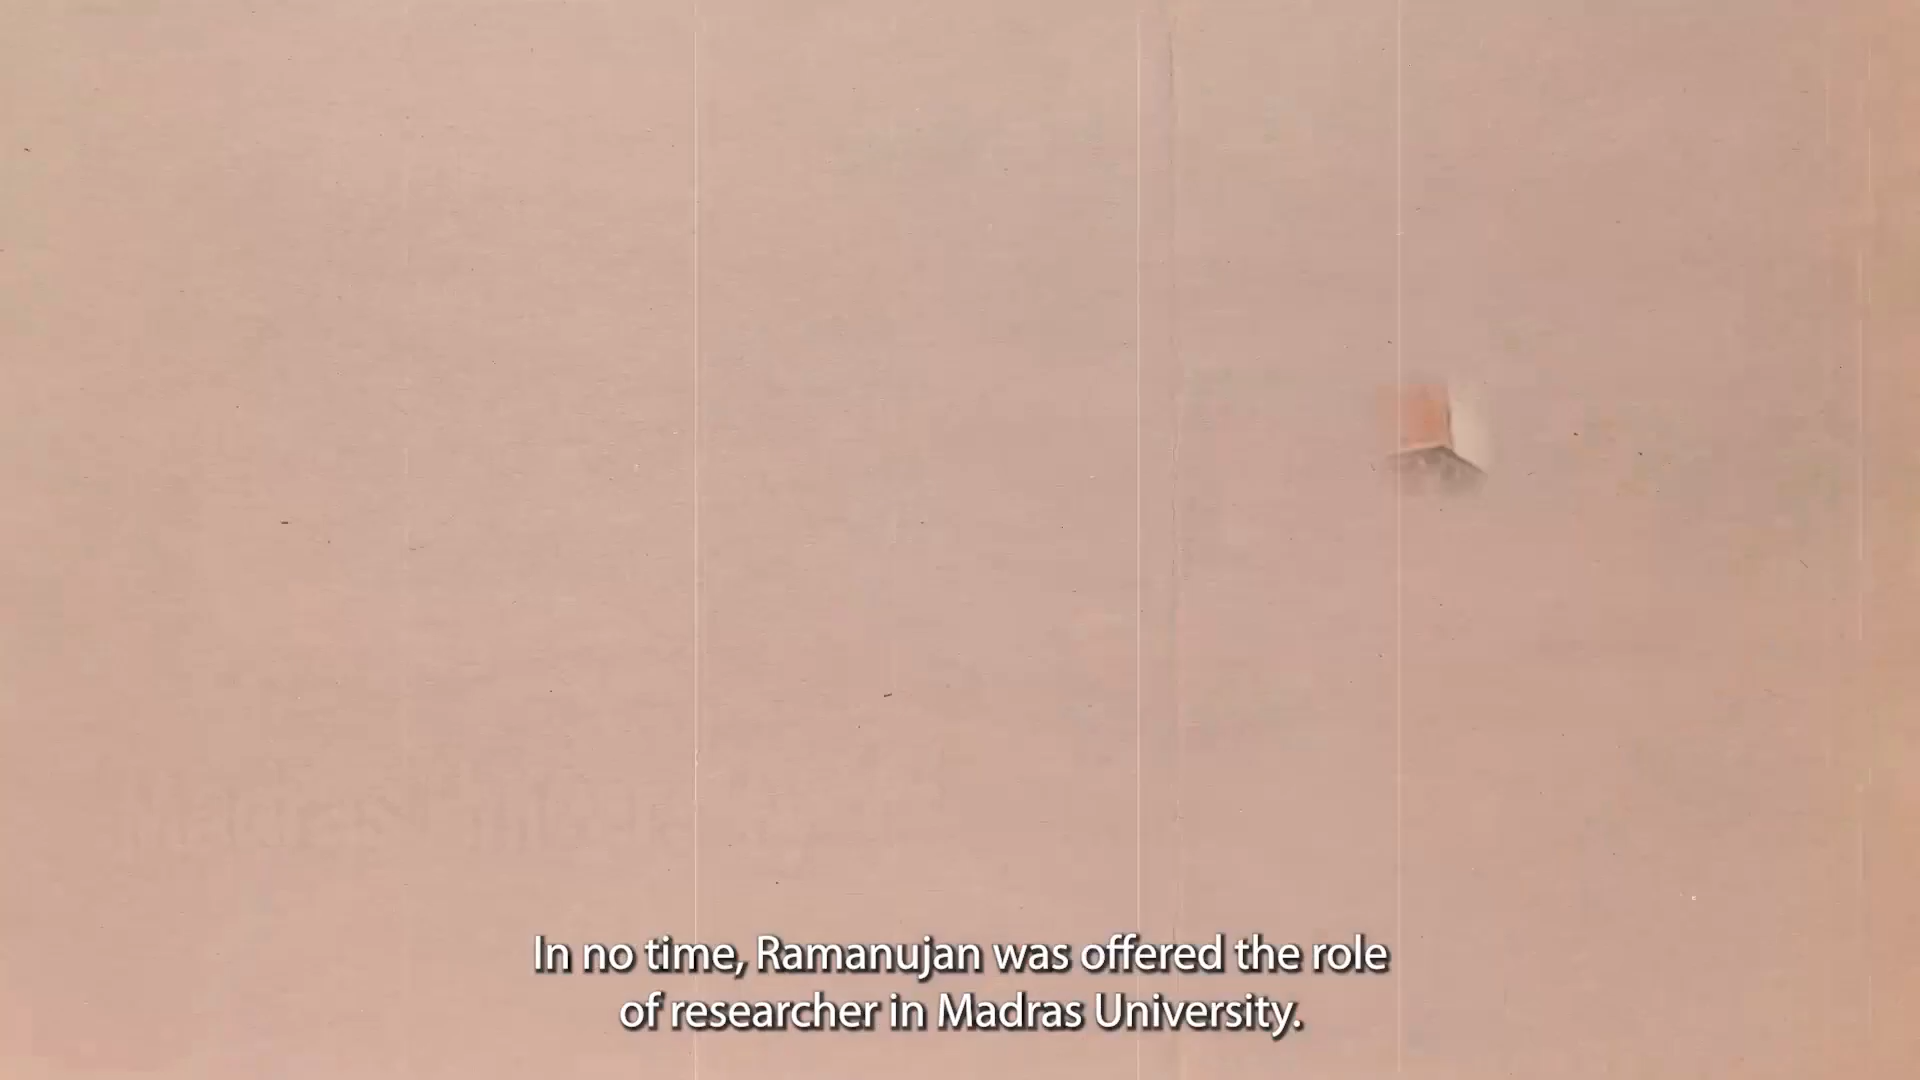 In no time, Ramanujan was offered the role
of researcher in Madras University.